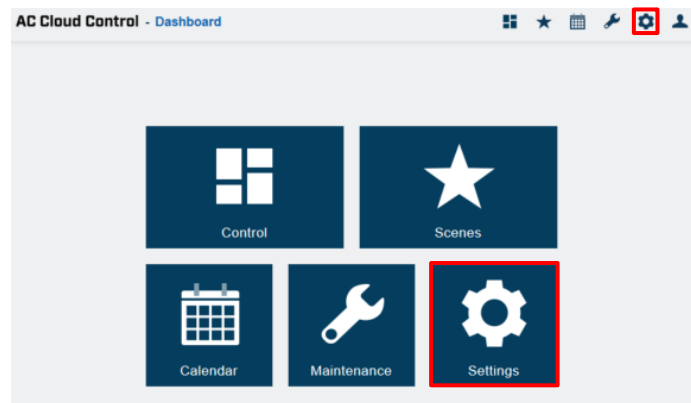 AC Cloud Control - Dashboard
Control
Scenes
Calendar
Maintenance
Settings